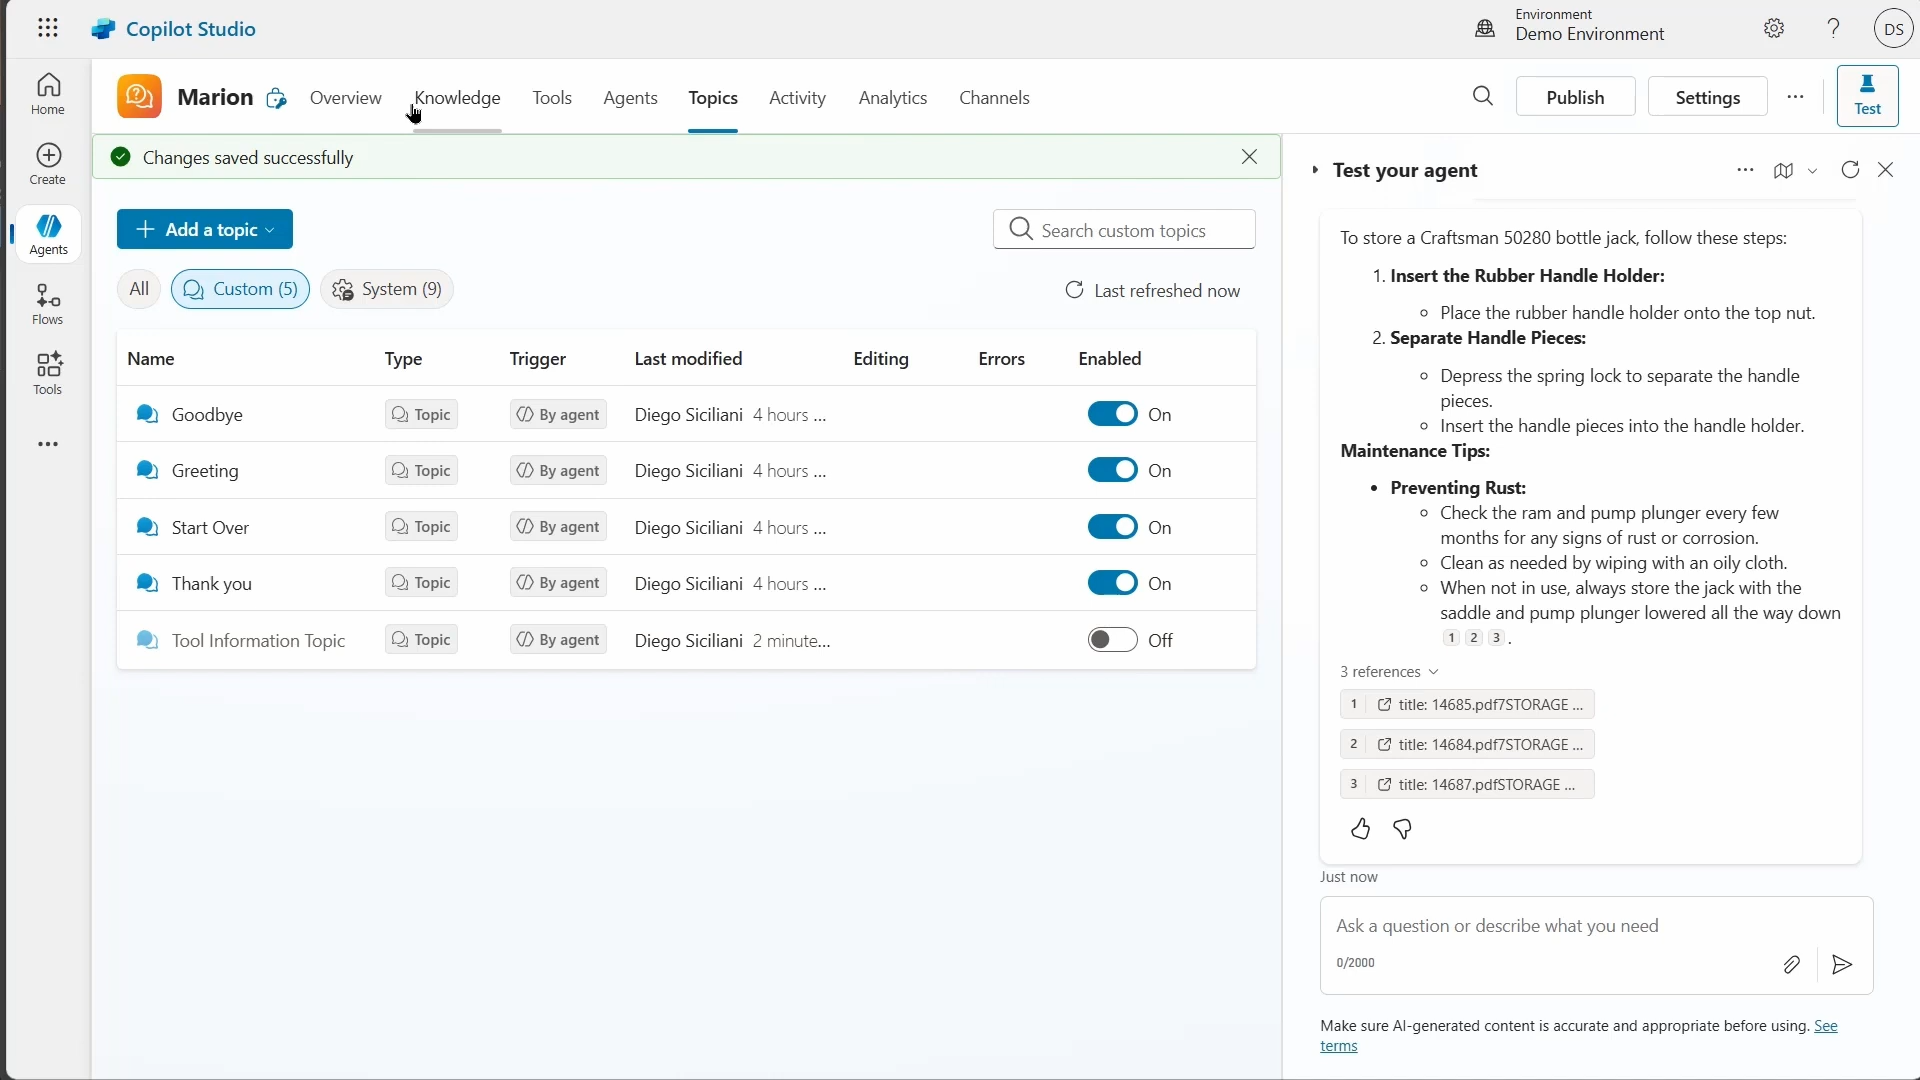 Copilot Studio
Environment
Demo Environment
DS
Home
Create
Agents
Flows
Tools
Marion
Overview
Knowledge
Tools
Agents
Topics
Activity
Analytics
Channels
Publish
Settings
Test
Changes saved successfully
Add a topic
Search custom topics
All
Custom (5)
System (9)
Last refreshed now
Name Type Trigger Last modified Editing Errors Enabled
Goodbye Topic By agent Diego Siciliani 4 hours ... On
Greeting Topic By agent Diego Siciliani 4 hours ... On
Start Over Topic By agent Diego Siciliani 4 hours ... On
Thank you Topic By agent Diego Siciliani 4 hours ... On
Tool Information Topic Topic By agent Diego Siciliani 2 minute... Off
Test your agent
To store a Craftsman 50280 bottle jack, follow these steps:
1. Insert the Rubber Handle Holder:
Place the rubber handle holder onto the top nut.
2. Separate Handle Pieces:
Depress the spring lock to separate the handle
pieces.
Insert the handle pieces into the handle holder.
Maintenance Tips:
Preventing Rust:
Check the ram and pump plunger every few
months for any signs of rust or corrosion.
Clean as needed by wiping with an oily cloth.
When not in use, always store the jack with the
saddle and pump plunger lowered all the way down
1 2 3 .
3 references
1 title: 14685.pdf7STORAGE ...
2 title: 14684.pdf7STORAGE ...
3 title: 14687.pdfSTORAGE ...
Just now
Ask a question or describe what you need
0/2000
Make sure AI-generated content is accurate and appropriate before using. See
terms